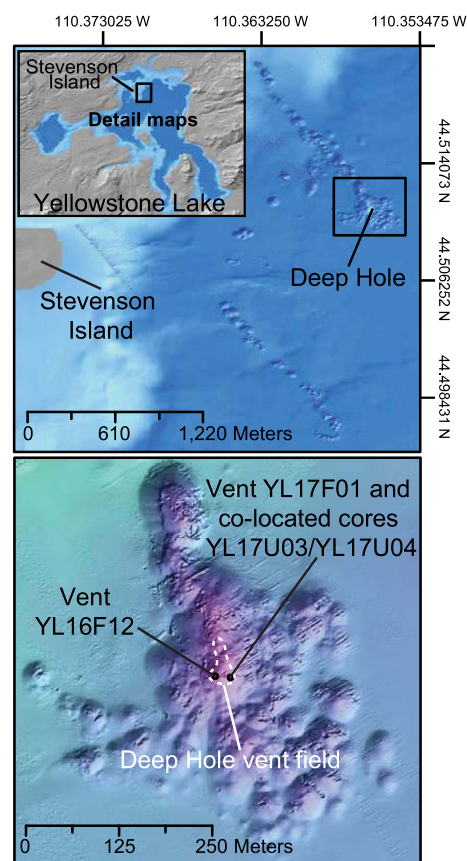 110.373025 W 110.363250 W 110.353475 W
Stevenson
Island
Detail maps
Yellowstone Lake
44.514073 N
Deep Hole
44.506252 N
Stevenson
Island
44.498431 N
0 610 1,220 Meters
Vent YL17F01 and
co-located cores
YL17U03/YL17U04
Vent
YL16F12
Deep Hole vent field
0 125 250 Meters